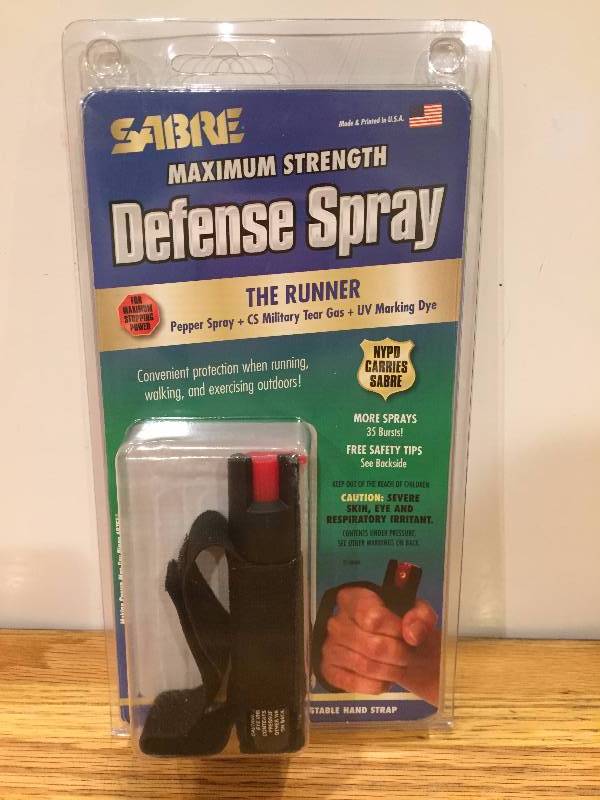 SABRE
Made & Printed in U.S.A.
MAXIMUM STRENGTH
Defense Spray
FOR
MAXIMUM
STOPPING
POWER
THE RUNNER
Pepper Spray + CS Military Tear Gas + UV Marking Dye
NYPD
CARRIES
SABRE
Convenient protection when running,
walking, and exercising outdoors!
MORE SPRAYS
35 Bursts!
FREE SAFETY TIPS
See Backside
KEEP OUT OF THE REACH OF CHILDREN
CAUTION: SEVERE
SKIN, EYE AND
RESPIRATORY IRRITANT.
CONTENTS UNDER PRESSURE.
SEE OTHER WARNINGS ON BACK.
STABLE HAND STRAP